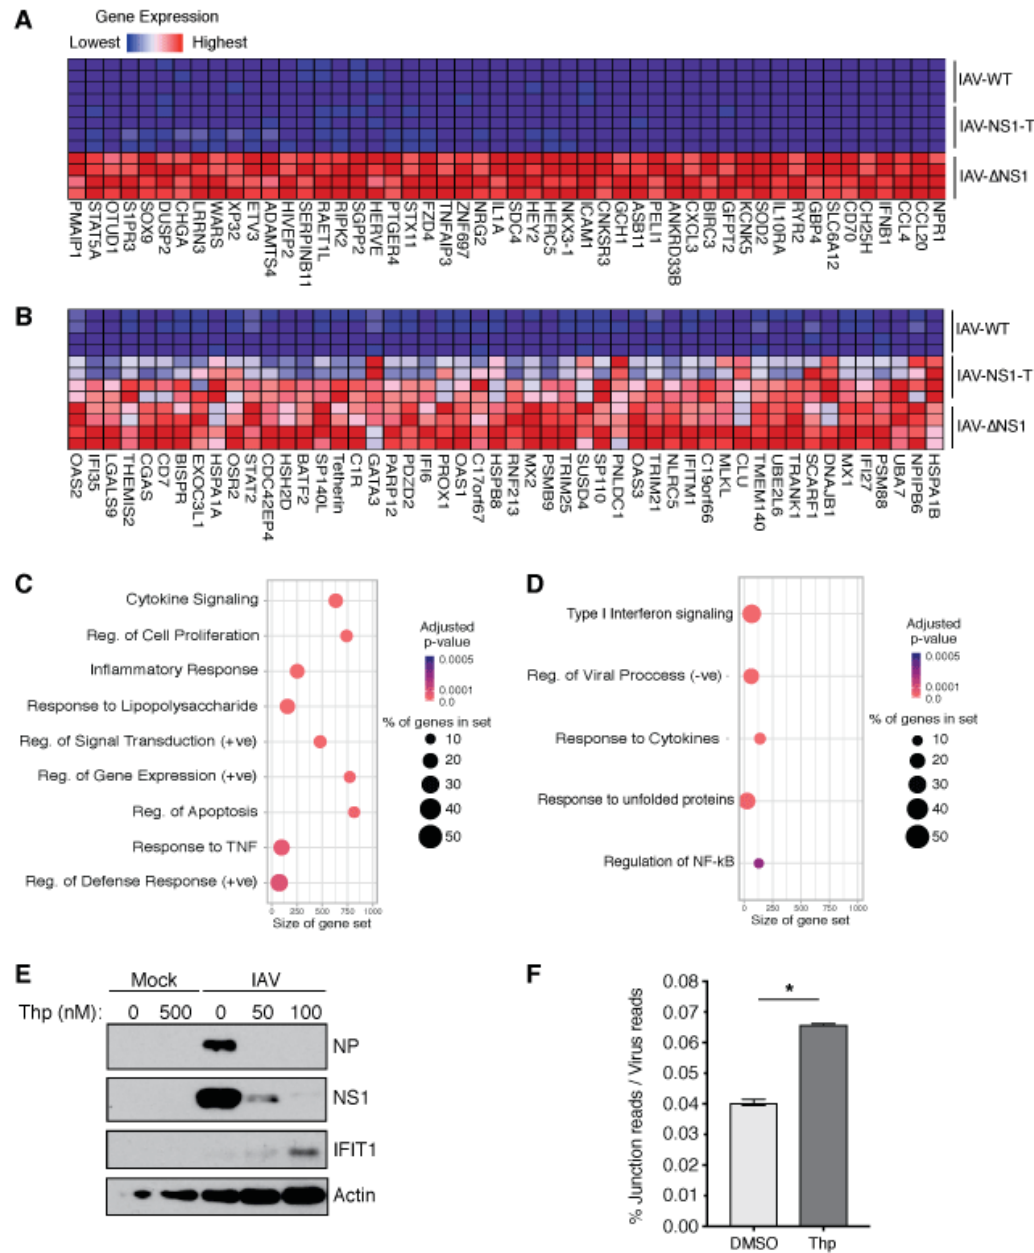 A
Gene Expression
Lowest Highest
IAV-WT
IAV-NS1-T
IAV-ΔNS1
PMAIP1
STAT5A
OTUD1
S1PR3
SOX9
DUSP2
CHGA
LRRN3
WARS
XP32
ETV3
ADAMTS4
HIVEP2
SERPINB11
RAET1L
RIPK2
SGPP2
HERVE
PTGER4
STX11
FZD4
TNFAIP3
ZNF697
NRG2
IL1A
SDC4
HEY2
HERC5
NKX3-1
ICAM1
CNKSR3
GCH1
ASB11
PELI1
ANKRD33B
CXCL3
BIRC3
GFPT2
KCNK5
SOD2
IL10RA
RYR2
GBP4
SLC6A12
CD70
CH25H
IFNB1
CCL4
CCL20
NPR1
B
IAV-WT
IAV-NS1-T
IAV-ΔNS1
OAS2
IFI35
LGALS9
THEMIS2
CGAS
CD7
BISPR
EXOC3L1
HSPA1A
OSR2
STAT2
CDC42EP4
HSH2D
BATF2
SP140L
Tetherin
C1R
GATA3
PARP12
PDZD2
IFI6
PROX1
OAS1
C17orf67
HSPB8
RNF213
MX2
PSMB9
TRIM25
SUSD4
SP110
PNLDC1
OAS3
TRIM21
NLRC5
IFITM1
C19orf66
MLKL
CLU
TMEM140
UBE2L6
TRANK1
SCARF1
DNAJB1
MX1
IFI27
PSM88
UBA7
NPIPB6
HSPA1B
C
Cytokine Signaling
Reg. of Cell Proliferation
Inflammatory Response
Response to Lipopolysaccharide
Reg. of Signal Transduction (+ve)
Reg. of Gene Expression (+ve)
Reg. of Apoptosis
Response to TNF
Reg. of Defense Response (+ve)
0 250 500 750 1000
Size of gene set
Adjusted
p-value
0.0005
0.0001
0.0
% of genes in set
10
20
30
40
50
D
Type I Interferon signaling
Reg. of Viral Proccess (-ve)
Response to Cytokines
Response to unfolded proteins
Regulation of NF-kB
0 250 500 750 1000
Size of gene set
Adjusted
p-value
0.0005
0.0001
0.0
% of genes in set
10
20
30
40
50
E
Mock IAV
Thp (nM): 0 500 0 50 100
NP
NS1
IFIT1
Actin
F
% Junction reads / Virus reads
0.08
0.07
0.06
0.05
0.04
0.03
0.02
0.01
0.00
*
DMSO Thp